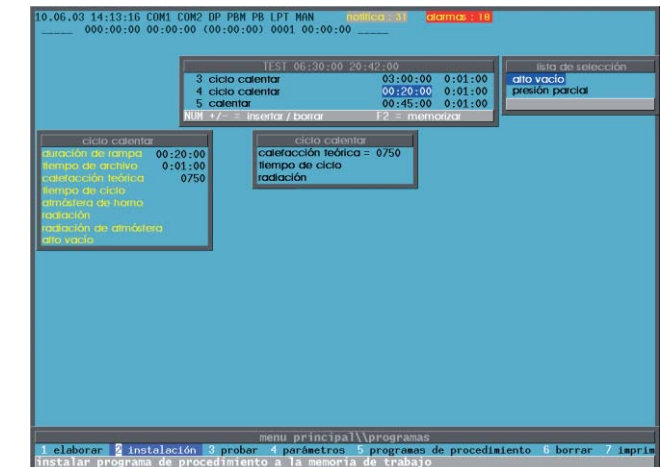 10.06.03 14:13:16 COM1 COM2 DP PBM PB LPT MAN notifica : 31 alarmas : 18
_____ 000:00:00 00:00:00 (00:00:00) 0001 00:00:00 _____
TEST 06:30:00 20:42:00
3 ciclo calentar 03:00:00 0:01:00
4 ciclo calentar 00:20:00 0:01:00
5 calentar 00:45:00 0:01:00
NUM +/- = insertar / borrar F2 = memorizar
lista de selección
alto vacío
presión parcial
ciclo calentar
duración de rampa 00:20:00
tiempo de archivo 0:01:00
calefacción teórica 0750
tiempo de ciclo
atmósfera de horno
radiación
radiación de atmósfera
alto vacío
ciclo calentar
calefacción teórica = 0750
tiempo de ciclo
radiación
menu principal\\programas
1 elaborar 2 instalación 3 probar 4 parámetros 5 programas de procedimiento 6 borrar 7 imprim
instalar programa de procedimiento a la memoria de trabajo